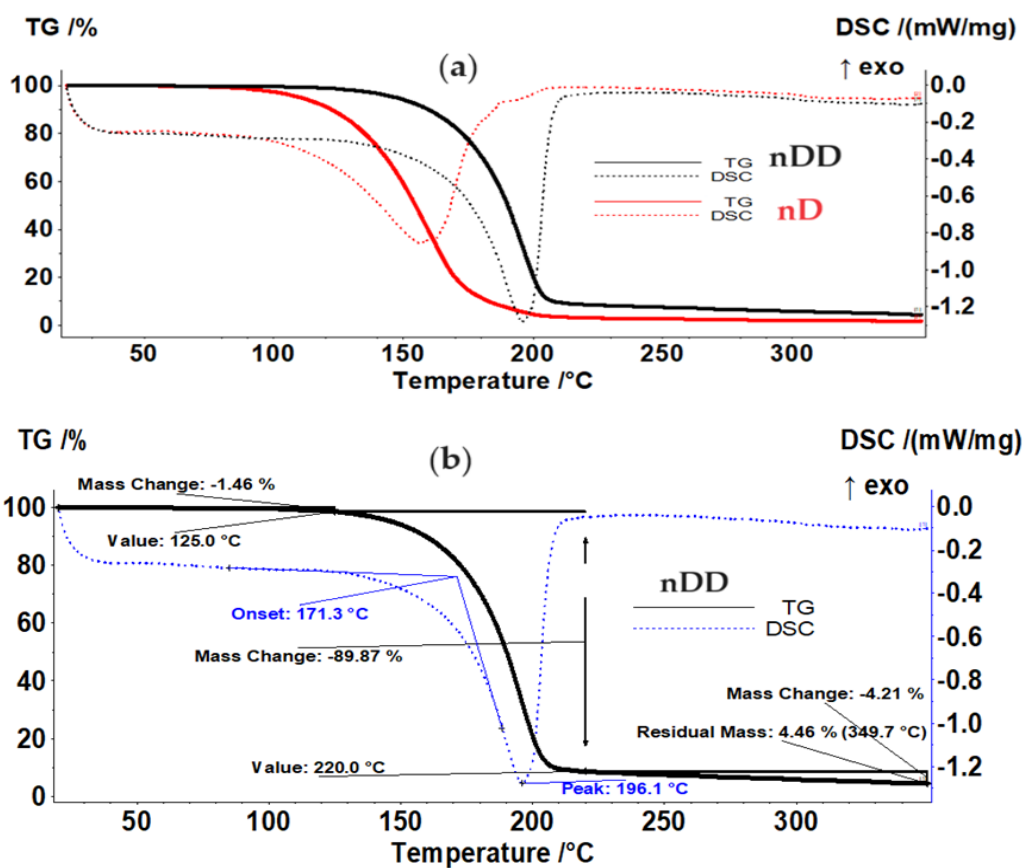 TG /%
DSC /(mW/mg)
(a)
↑ exo
100
0.0
80
-0.2
60
-0.4
TG
nDD
DSC
-0.6
40
TG
nD
DSC
-0.8
20
-1.0
0
-1.2
50
100
150
200
250
300
Temperature /°C
TG /%
DSC /(mW/mg)
(b)
↑ exo
Mass Change: -1.46 %
100
0.0
Value: 125.0 °C
80
-0.2
nDD
Onset: 171.3 °C
TG
-0.4
60
DSC
Mass Change: -89.87 %
-0.6
40
Mass Change: -4.21 %
-0.8
Residual Mass: 4.46 % (349.7 °C)
20
-1.0
Value: 220.0 °C
Peak: 196.1 °C
-1.2
0
50
100
150
200
250
300
Temperature /°C